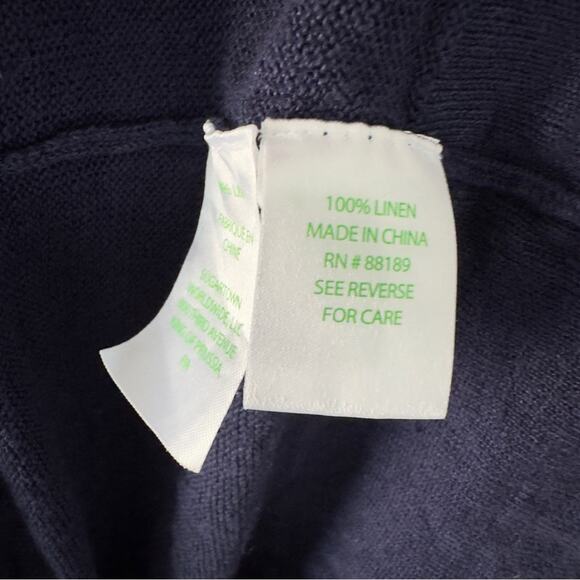 FABRIQUE EN
CHINE
SUGARTOWN
WORLDWIDE, LLC
AVENUE
KING OF PRUSSIA
PA
100% LINEN
MADE IN CHINA
RN # 88189
SEE REVERSE
FOR CARE